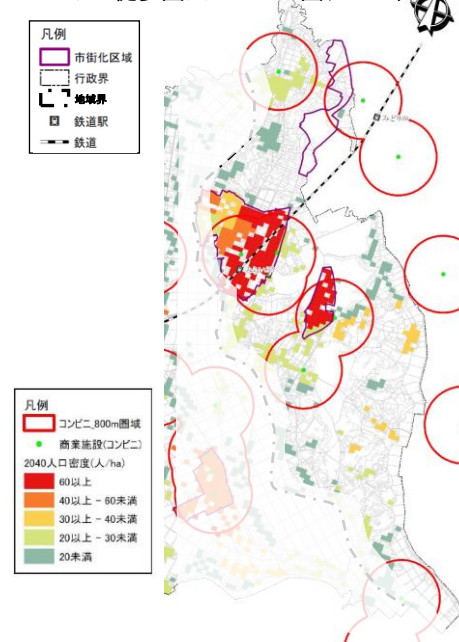 凡例
市街化区域
行政界
地域界
鉄道駅
鉄道
凡例
コンビニ_800m圏域
商業施設(コンビニ)
2040人口密度(人/ha)
60以上
40以上 - 60未満
30以上 - 40未満
20以上 - 30未満
20未満